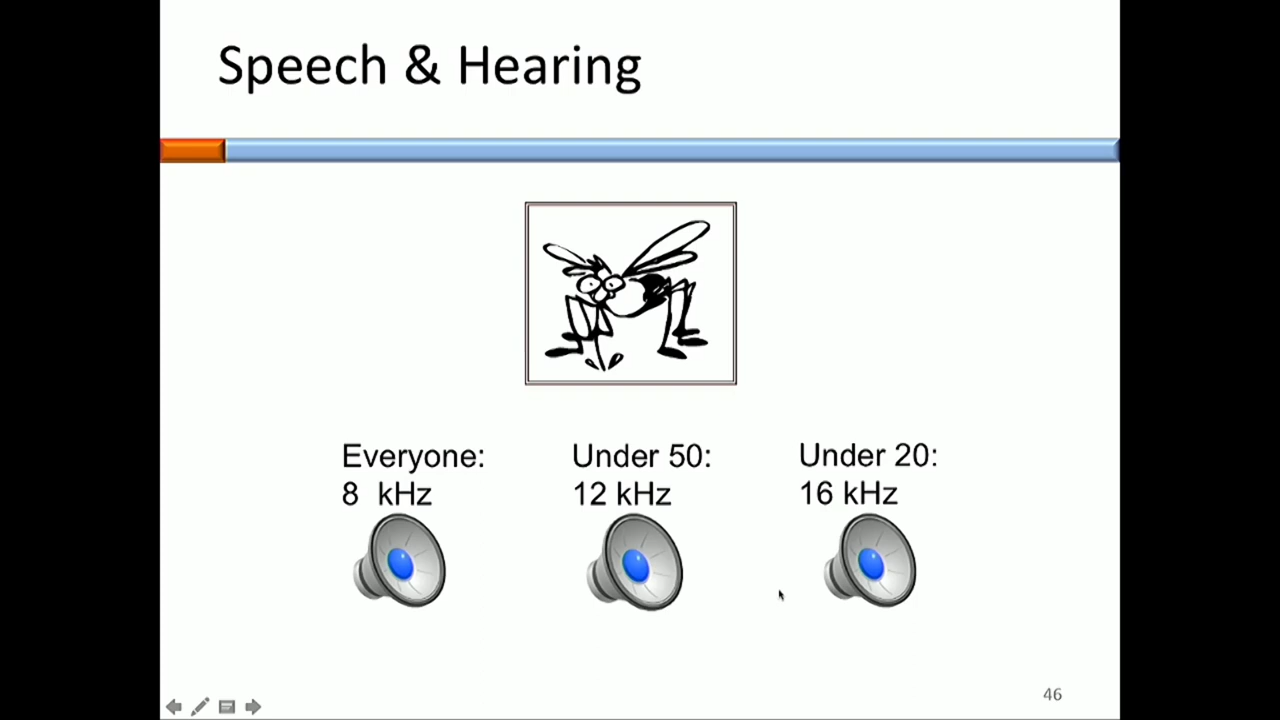 Speech & Hearing
Everyone:
8 kHz
Under 50:
12 kHz
Under 20:
16 kHz
46